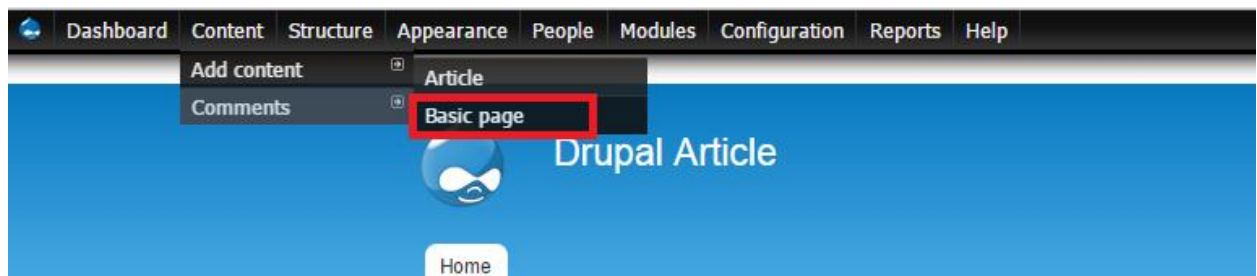 Dashboard Content Structure Appearance People Modules Configuration Reports Help
Add content
Article
Comments
Basic page
Drupal Article
Home